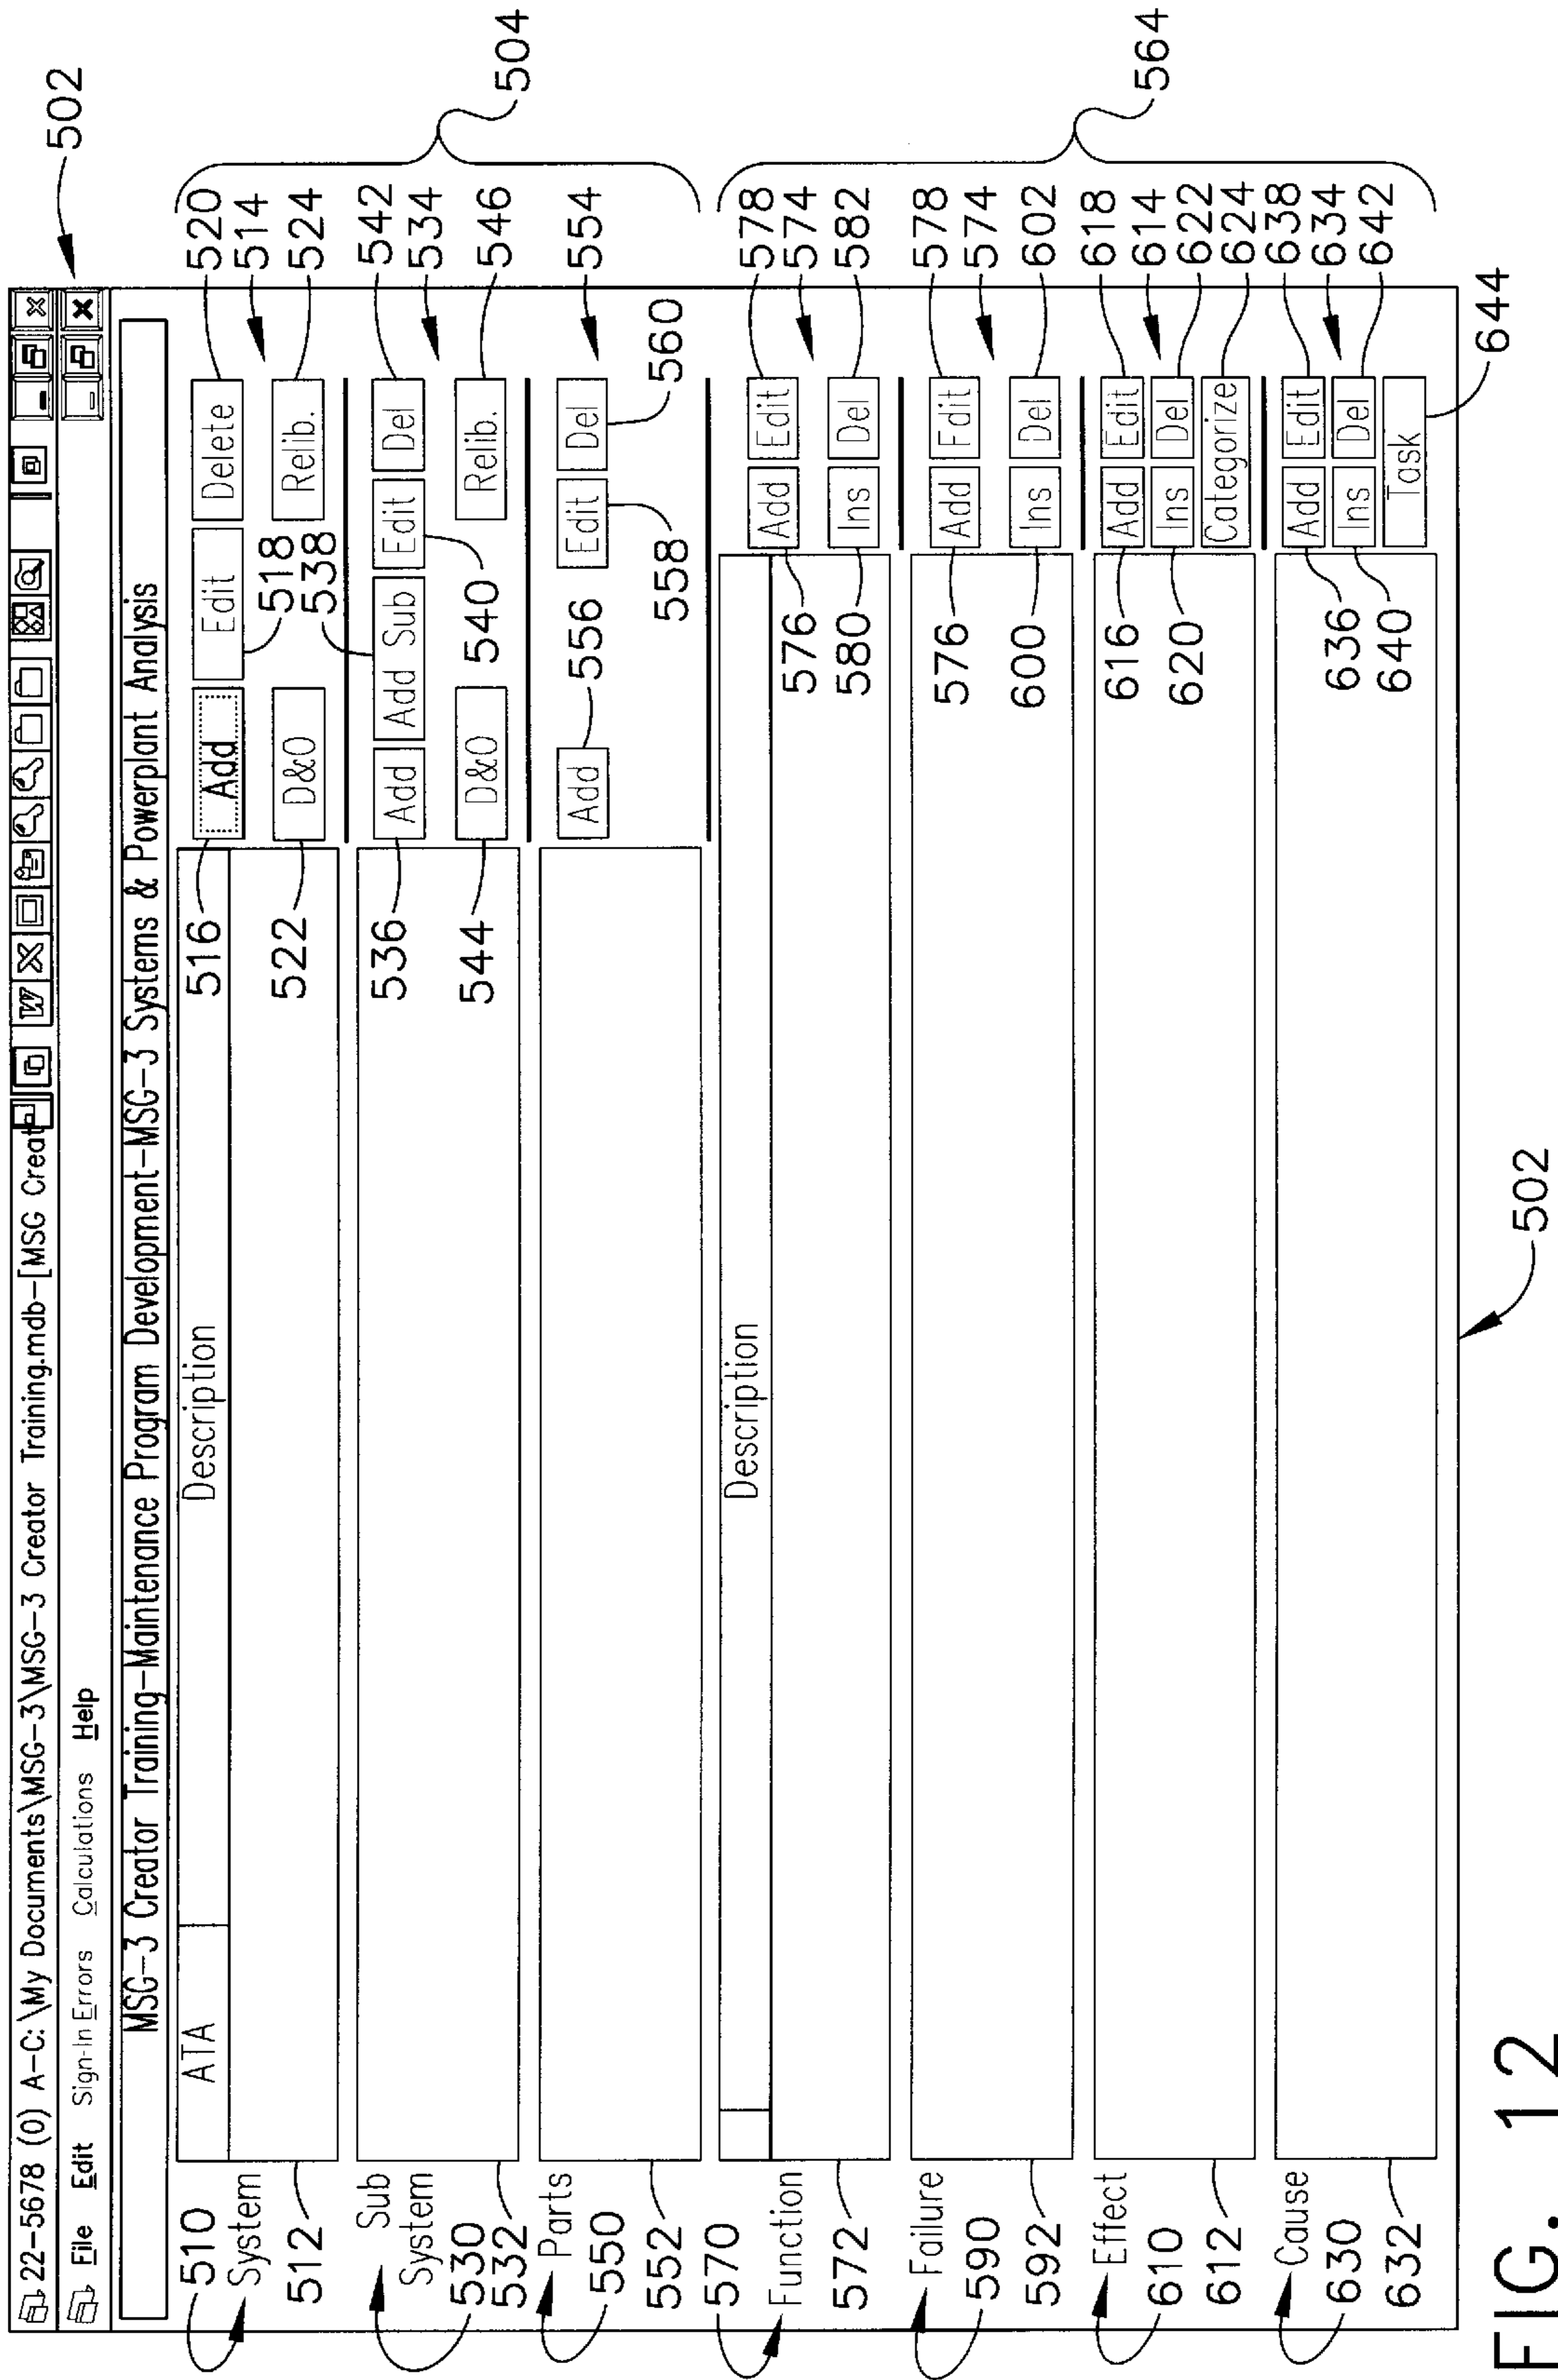 22-5678 (0) A-C:\My Documents\MSG-3\MSG-3 Creator Training.mdb-[MSG Creat
W
File Edit Sign-In Errors Calculations Help
502
MSG-3 Creator Training-Maintenance Program Development-MSG-3 Systems & Powerplant Analysis
510
System
512
ATA Description
516 Add Edit Delete 520
518
514
522 D&O Relib. 524
504
Sub
System
530
532
538
536 Add Add Sub Edit Del 542
540
534
544 D&O Relib. 546
Parts
550
552
556
Add Edit Del 554
558 560
570
Function
572
Description
Add Edit 578
576
574
580 Ins Del 582
564
Failure
590
592
Add Fdit 578
576
574
600 Ins Del 602
Effect
610
612
616 Add Edit 618
614
620 Ins Del 622
Categorize 624
Cause
630
632
636 Add Edit 638
634
640 Ins Del 642
Task 644
502
FIG. 12